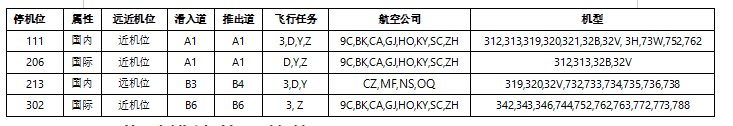 停机位 属性 远近机位 滑入道 推出道 飞行任务 航空公司 机型
111 国内 近机位 A1 A1 3,D,Y,Z 9C,BK,CA,GJ,HO,KY,SC,ZH 312,313,319,320,321,32B,32V, 3H,73W,752,762
206 国际 近机位 A1 A1 D,Y,Z 9C,BK,CA,GJ,HO,KY,SC,ZH 312,313,32B,32V
213 国内 远机位 B3 B4 3,D,Y CZ,MF,NS,OQ 319,320,32V,732,733,734,735,736,738
302 国际 近机位 B6 B6 3, Z 9C,BK,CA,GJ,HO,KY,SC,ZH 342,343,346,744,752,762,763,772,773,788